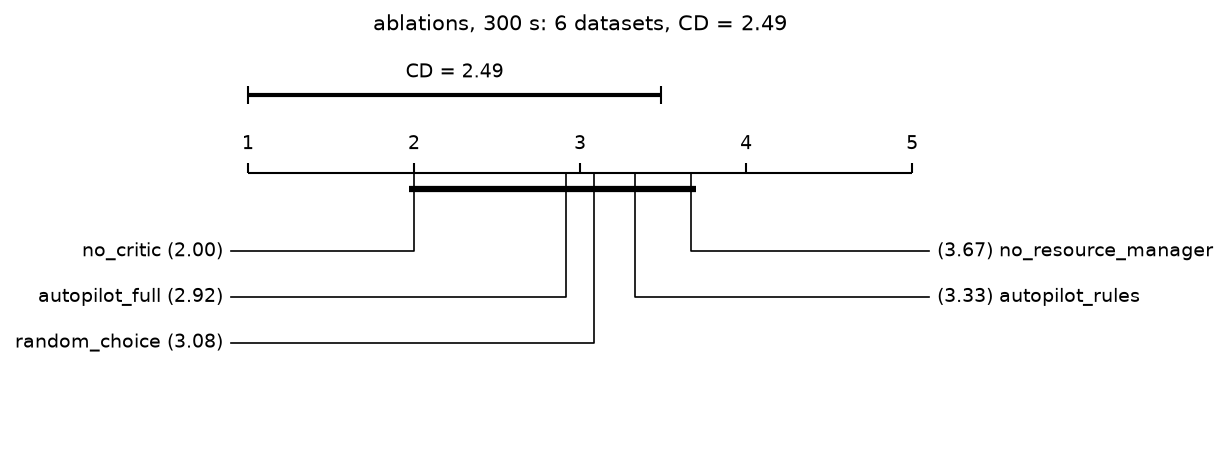 ablations, 300 s: 6 datasets, CD = 2.49
CD = 2.49
1 2 3 4 5
no_critic (2.00)
(3.67) no_resource_manager
autopilot_full (2.92)
(3.33) autopilot_rules
random_choice (3.08)